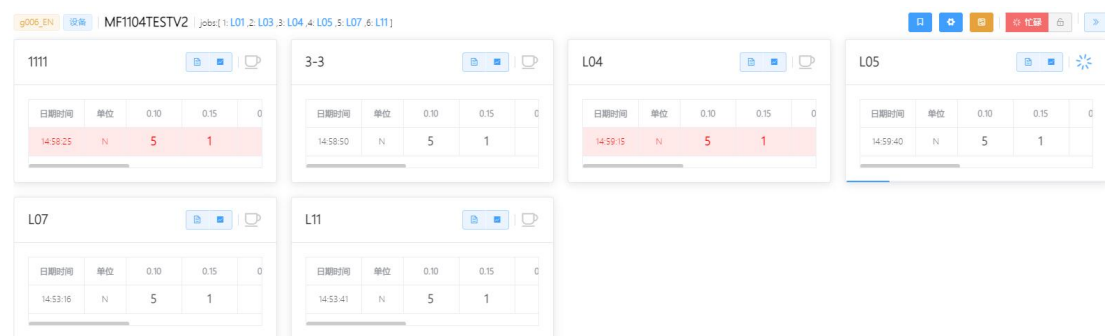 g006_EN 设备 MF1104TESTV2 jobs:[ 1: L01 ,2: L03 ,3: L04 ,4: L05 ,5: L07 ,6: L11 ] 忙碌
1111
日期时间 单位 0.10 0.15 0
14:58:25 N 5 1
3-3
日期时间 单位 0.10 0.15 0
14:58:50 N 5 1
L04
日期时间 单位 0.10 0.15 0
14:59:15 N 5 1
L05
日期时间 单位 0.10 0.15 0
14:59:40 N 5 1
L07
日期时间 单位 0.10 0.15 0
14:53:16 N 5 1
L11
日期时间 单位 0.10 0.15 0
14:53:41 N 5 1